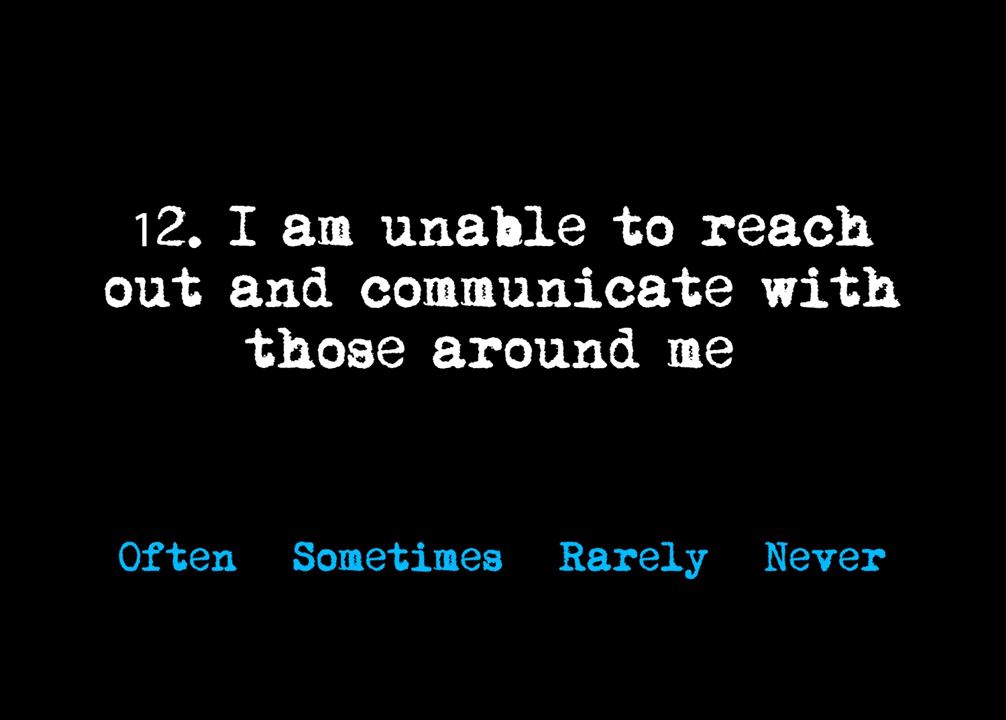 12. I am unable to reach
out and communicate with
those around me
Often Sometimes Rarely Never